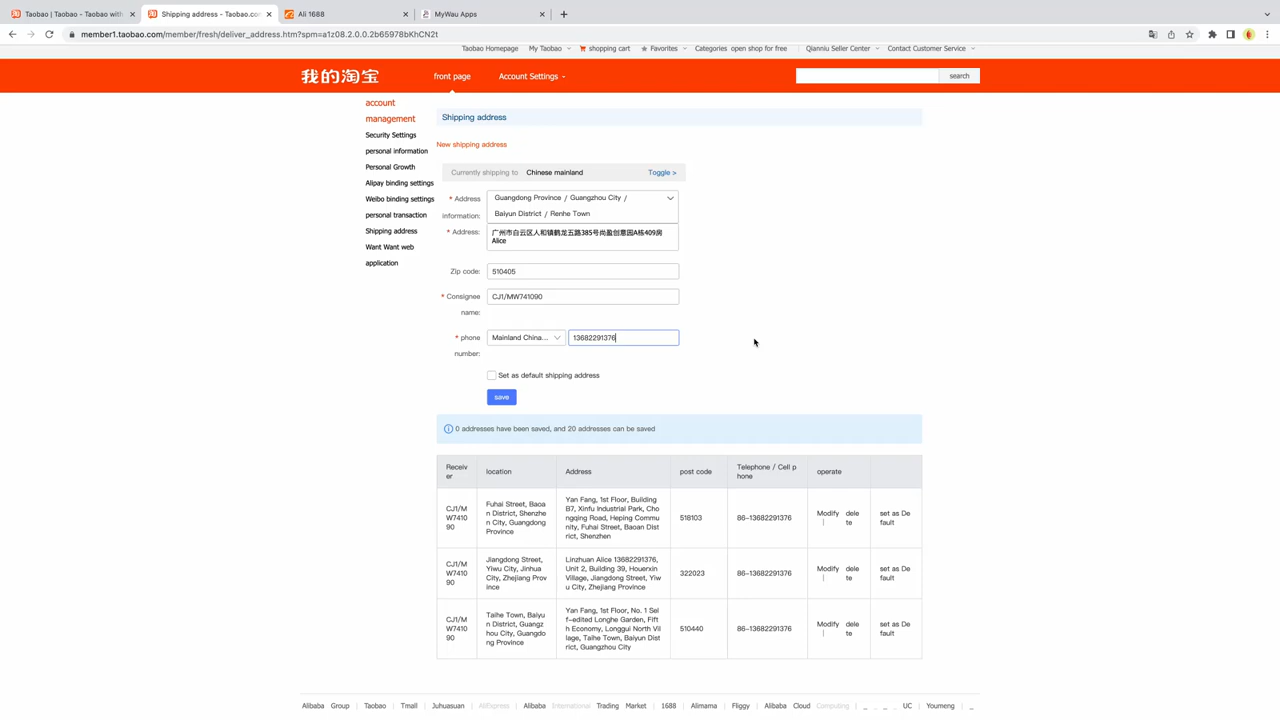 Taobao | Taobao - Taobao with
Shipping address - Taobao.con
Ali 1688
MyWau Apps
member1.taobao.com/member/fresh/deliver_address.htm?spm=a1z08.2.0.0.2b65978bKhCN2t
Taobao Homepage My Taobao shopping cart Favorites Categories open shop for free Qianniu Seller Center Contact Customer Service
我的淘宝 front page Account Settings search
account
management
Security Settings
personal information
Personal Growth
Alipay binding settings
Weibo binding settings
personal transaction
Shipping address
Want Want web
application
Shipping address
New shipping address
Currently shipping to Chinese mainland Toggle >
* Address
information:
Guangdong Province / Guangzhou City /
Baiyun District / Renhe Town
* Address:
广州市白云区人和镇鹤龙五路385号尚盈创意园A栋409房
Alice
Zip code: 510405
* Consignee
name:
CJ1/MW741090
* phone
number:
Mainland China... 13682291376
Set as default shipping address
save
0 addresses have been saved, and 20 addresses can be saved
Receiv
er
location
Address
post code
Telephone / Cell p
hone
operate
CJ1/M
W7410
90
Fuhai Street, Baoa
n District, Shenzhe
n City, Guangdong
Province
Yan Fang, 1st Floor, Building
B7, Xinfu Industrial Park, Cho
ngqing Road, Heping Commu
nity, Fuhai Street, Baoan Dist
rict, Shenzhen
518103
86-13682291376
Modify |
dele
te
set as De
fault
CJ1/M
W7410
90
Jiangdong Street,
Yiwu City, Jinhua
City, Zhejiang Prov
ince
Linzhuan Alice 13682291376,
Unit 2, Building 39, Houerxin
Village, Jiangdong Street, Yiw
u City, Zhejiang Province
322023
86-13682291376
Modify |
dele
te
set as De
fault
CJ1/M
W7410
90
Taihe Town, Baiyu
n District, Guangz
hou City, Guangdo
ng Province
Yan Fang, 1st Floor, No. 1 Sel
f-edited Longhe Garden, Fift
h Economy, Longgui North Vil
lage, Taihe Town, Baiyun Dist
rict, Guangzhou City
510440
86-13682291376
Modify |
dele
te
set as De
fault
Alibaba Group | Taobao | Tmall | Juhuasuan | AliExpress | Alibaba International Trading Market | 1688 | Alimama | Fliggy | Alibaba Cloud Computing | UC | Youmeng